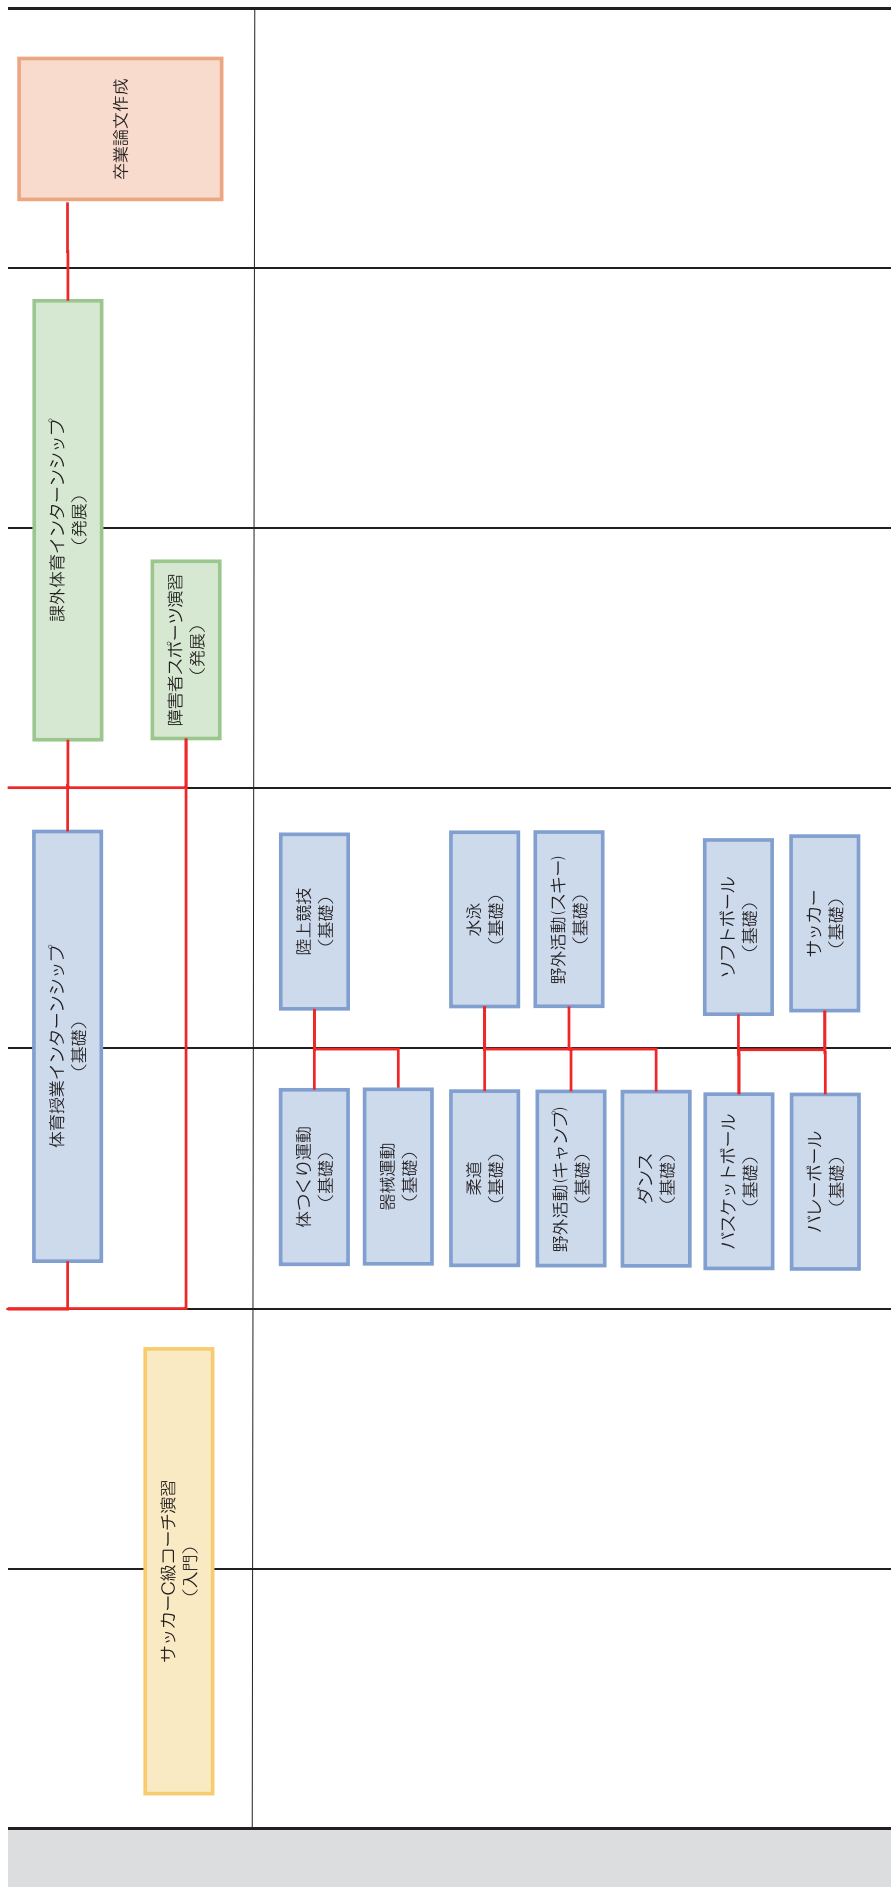 卒業論文作成
課外体育インターンシップ
（発展）
障害者スポーツ演習
（発展）
体育授業インターンシップ
（基礎）
陸上競技
（基礎）
水泳
（基礎）
野外活動(スキー)
（基礎）
ソフトボール
（基礎）
サッカー
（基礎）
体つくり運動
（基礎）
器械運動
（基礎）
柔道
（基礎）
野外活動(キャンプ)
（基礎）
ダンス
（基礎）
バスケットボール
（基礎）
バレーボール
（基礎）
サッカーC級コーチ演習
（入門）